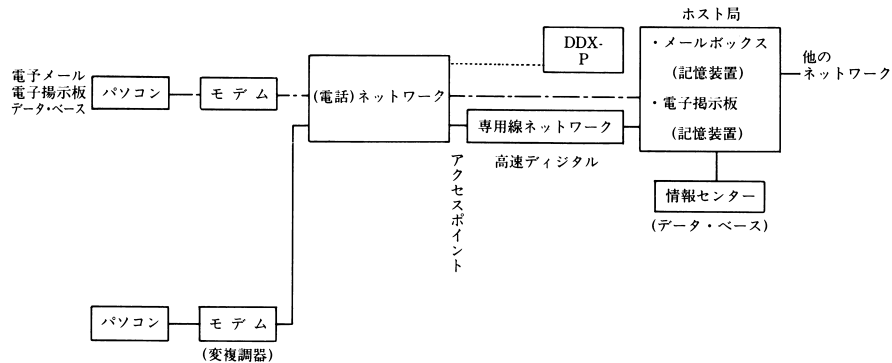 ホスト局
DDX-
P
・メールボックス
(記憶装置)
・電子掲示板
(記憶装置)
他の
ネットワーク
電子メール
電子揭示板
データ・ベース
パソコン
モデム
(電話)ネットワーク
専用線ネットワーク
高速ディジタル
アクセスポイント
情報センター
(データ・ベース)
パソコン
モデム
(変複調器)